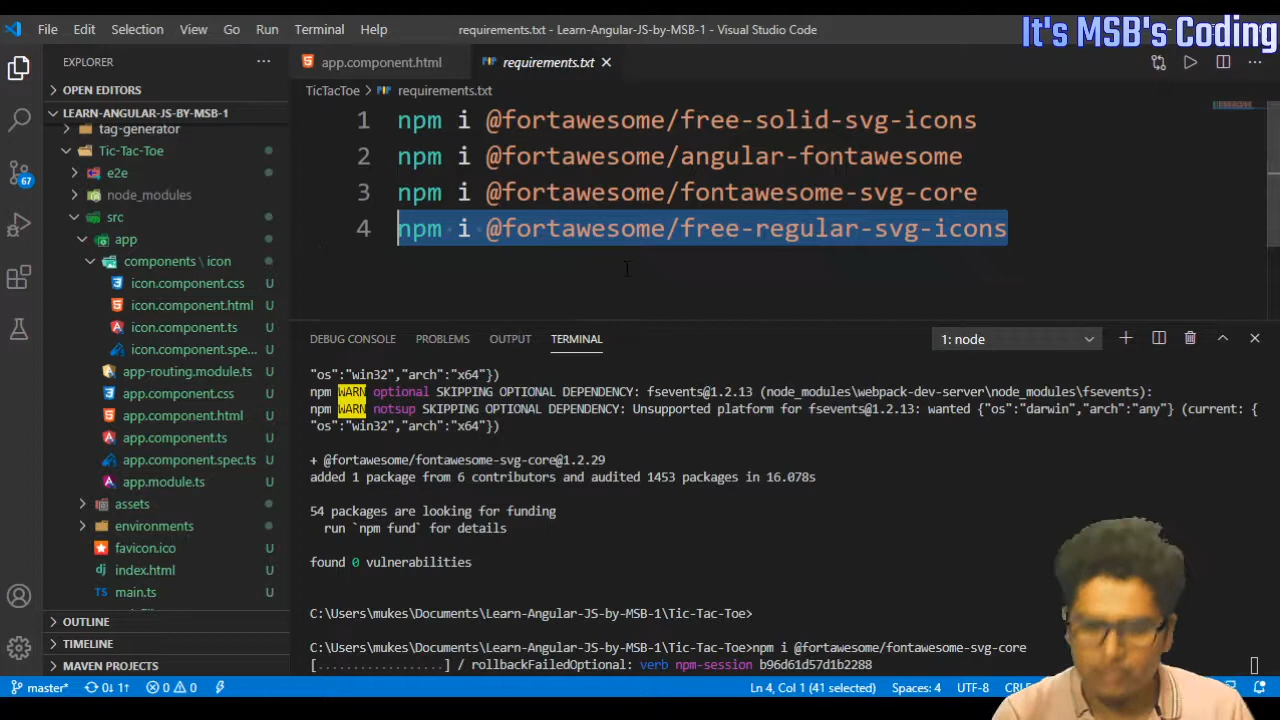 File Edit Selection View Go Run Terminal Help
requirements.txt - Learn-Angular-JS-by-MSB-1 - Visual Studio Code
It's MSB's Coding
EXPLORER
OPEN EDITORS
LEARN-ANGULAR-JS-BY-MSB-1
tag-generator
Tic-Tac-Toe
e2e
node_modules
src
app
components \ icon
icon.component.css U
icon.component.html U
icon.component.ts U
icon.component.spe... U
app-routing.module.ts U
app.component.css U
app.component.html U
app.component.ts U
app.component.spec.ts U
app.module.ts U
assets
environments
favicon.ico U
index.html U
main.ts U
OUTLINE
TIMELINE
MAVEN PROJECTS
67
app.component.html
requirements.txt
TicTacToe > requirements.txt
1 npm i @fortawesome/free-solid-svg-icons
2 npm i @fortawesome/angular-fontawesome
3 npm i @fortawesome/fontawesome-svg-core
4 npm i @fortawesome/free-regular-svg-icons
DEBUG CONSOLE PROBLEMS OUTPUT TERMINAL
1: node
"os":"win32","arch":"x64"})
npm WARN optional SKIPPING OPTIONAL DEPENDENCY: fsevents@1.2.13 (node_modules\webpack-dev-server\node_modules\fsevents):
npm WARN notsup SKIPPING OPTIONAL DEPENDENCY: Unsupported platform for fsevents@1.2.13: wanted {"os":"darwin","arch":"any"} (current: {
"os":"win32","arch":"x64"})
+ @fortawesome/fontawesome-svg-core@1.2.29
added 1 package from 6 contributors and audited 1453 packages in 16.078s
54 packages are looking for funding
run `npm fund` for details
found 0 vulnerabilities
C:\Users\mukes\Documents\Learn-Angular-JS-by-MSB-1\Tic-Tac-Toe>
C:\Users\mukes\Documents\Learn-Angular-JS-by-MSB-1\Tic-Tac-Toe>npm i @fortawesome/fontawesome-svg-core
[.................] / rollbackFailedOptional: verb npm-session b96d61d57d1b2288
master* 0↓ 1↑ 0 0 Ln 4, Col 1 (41 selected) Spaces: 4 UTF-8